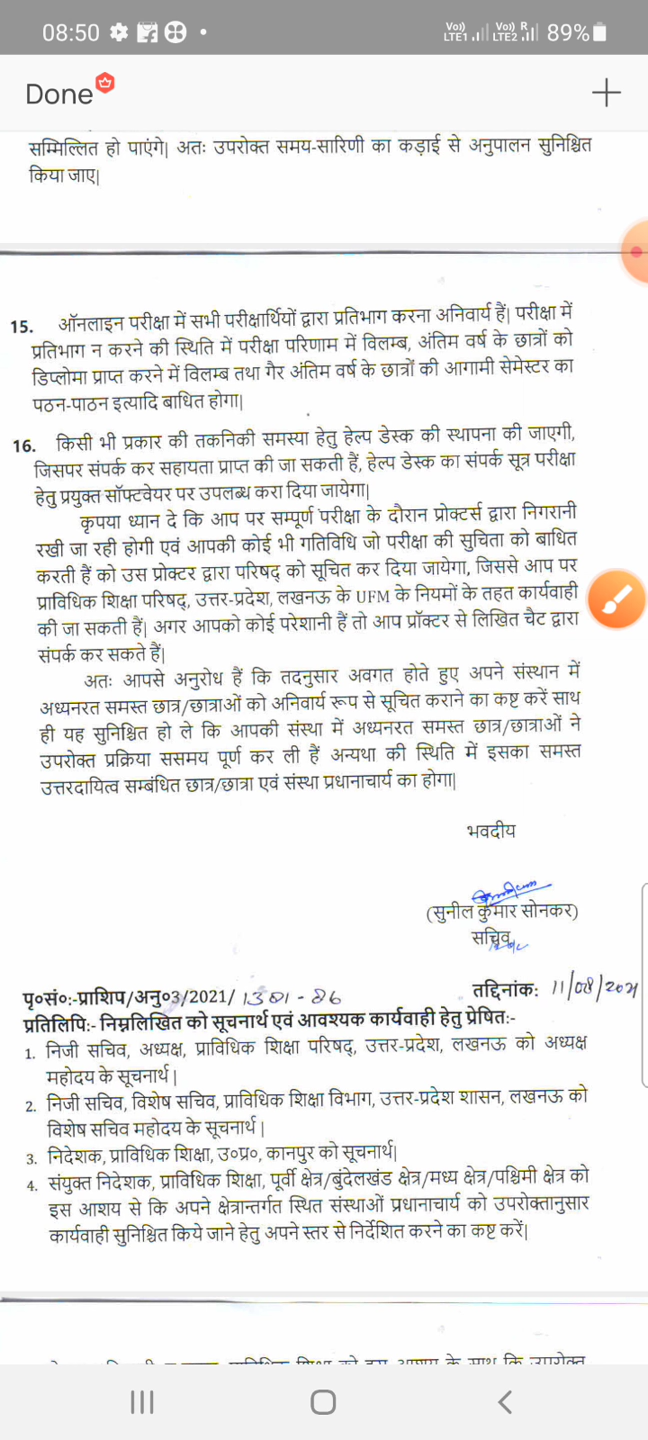 08:50
Vo)) LTE1 Vo)) R LTE2 89%
Done
सम्मिल्लित हो पाएंगे| अतः उपरोक्त समय-सारिणी का कड़ाई से अनुपालन सुनिश्चित
किया जाए|
15. ऑनलाइन परीक्षा में सभी परीक्षार्थियों द्वारा प्रतिभाग करना अनिवार्य हैं| परीक्षा में
प्रतिभाग न करने की स्थिति में परीक्षा परिणाम में विलम्ब, अंतिम वर्ष के छात्रों को
डिप्लोमा प्राप्त करने में विलम्ब तथा गैर अंतिम वर्ष के छात्रों की आगामी सेमेस्टर का
पठन-पाठन इत्यादि बाधित होगा|
16. किसी भी प्रकार की तकनिकी समस्या हेतु हेल्प डेस्क की स्थापना की जाएगी,
जिसपर संपर्क कर सहायता प्राप्त की जा सकती हैं, हेल्प डेस्क का संपर्क सूत्र परीक्षा
हेतु प्रयुक्त सॉफ्टवेयर पर उपलब्ध करा दिया जायेगा|
कृपया ध्यान दे कि आप पर सम्पूर्ण परीक्षा के दौरान प्रोक्टर्स द्वारा निगरानी
रखी जा रही होगी एवं आपकी कोई भी गतिविधि जो परीक्षा की सुचिता को बाधित
करती हैं को उस प्रोक्टर द्वारा परिषद् को सूचित कर दिया जायेगा, जिससे आप पर
प्राविधिक शिक्षा परिषद्, उत्तर-प्रदेश, लखनऊ के UFM के नियमों के तहत कार्यवाही
की जा सकती हैं| अगर आपको कोई परेशानी हैं तो आप प्रॉक्टर से लिखित चैट द्वारा
संपर्क कर सकते हैं|
अतः आपसे अनुरोध हैं कि तदनुसार अवगत होते हुए अपने संस्थान में
अध्यनरत समस्त छात्र/छात्राओं को अनिवार्य रूप से सूचित कराने का कष्ट करें साथ
ही यह सुनिश्चित हो ले कि आपकी संस्था में अध्यनरत समस्त छात्र/छात्राओं ने
उपरोक्त प्रक्रिया ससमय पूर्ण कर ली हैं अन्यथा की स्थिति में इसका समस्त
उत्तरदायित्व सम्बंधित छात्र/छात्रा एवं संस्था प्रधानाचार्य का होगा|
भवदीय
(सुनील कुमार सोनकर)
सचिव
पृ०सं०:-प्राशिप/अनु०3/2021/1301-86 तद्दिनांक: 11/08/2021
प्रतिलिपि:- निम्नलिखित को सूचनार्थ एवं आवश्यक कार्यवाही हेतु प्रेषित:-
1. निजी सचिव, अध्यक्ष, प्राविधिक शिक्षा परिषद्, उत्तर-प्रदेश, लखनऊ को अध्यक्ष
महोदय के सूचनार्थ |
2. निजी सचिव, विशेष सचिव, प्राविधिक शिक्षा विभाग, उत्तर-प्रदेश शासन, लखनऊ को
विशेष सचिव महोदय के सूचनार्थ |
3. निदेशक, प्राविधिक शिक्षा, उ०प्र०, कानपुर को सूचनार्थ|
4. संयुक्त निदेशक, प्राविधिक शिक्षा, पूर्वी क्षेत्र/बुंदेलखंड क्षेत्र/मध्य क्षेत्र/पश्चिमी क्षेत्र को
इस आशय से कि अपने क्षेत्रान्तर्गत स्थित संस्थाओं प्रधानाचार्य को उपरोक्तानुसार
कार्यवाही सुनिश्चित किये जाने हेतु अपने स्तर से निर्देशित करने का कष्ट करें|
को इस आशय के साथ कि उपरोक्त